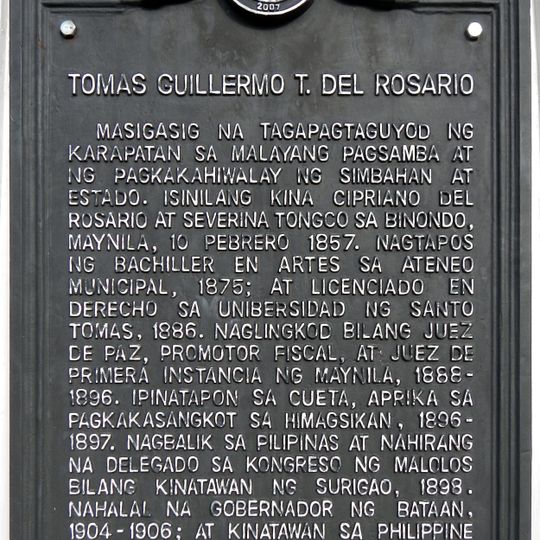 2007
TOMAS GUILLERMO T. DEL ROSARIO
MASIGASIG NA TAGAPAGTAGUYOD NG
KARAPATAN SA MALAYANG PAGSAMBA AT
NG PAGKAKAHIWALAY NG SIMBAHAN AT
ESTADO. ISINILANG KINA CIPRIANO DEL
ROSARIO AT SEVERINA TONGCO SA BINONDO,
MAYNILA, 10 PEBRERO 1857. NAGTAPOS
NG BACHILLER EN ARTES SA ATENEO
MUNICIPAL, 1875; AT LICENCIADO EN
DERECHO SA UNIBERSIDAD NG SANTO
TOMAS, 1886. NAGLINGKOD BILANG JUEZ
DE PAZ, PROMOTOR FISCAL, AT JUEZ DE
PRIMERA INSTANCIA NG MAYNILA, 1888-
1896. IPINATAPON SA CUETA, APRIKA SA
PAGKAKASANGKOT SA HIMAGSIKAN, 1896-
1897. NAGBALIK SA PILIPINAS AT NAHIRANG
NA DELEGADO SA KONGRESO NG MALOLOS
BILANG KINATAWAN NG SURIGAO, 1898.
NAHALAL NA GOBERNADOR NG BATAAN,
1904-1906; AT KINATAWAN SA PHILIPPINE